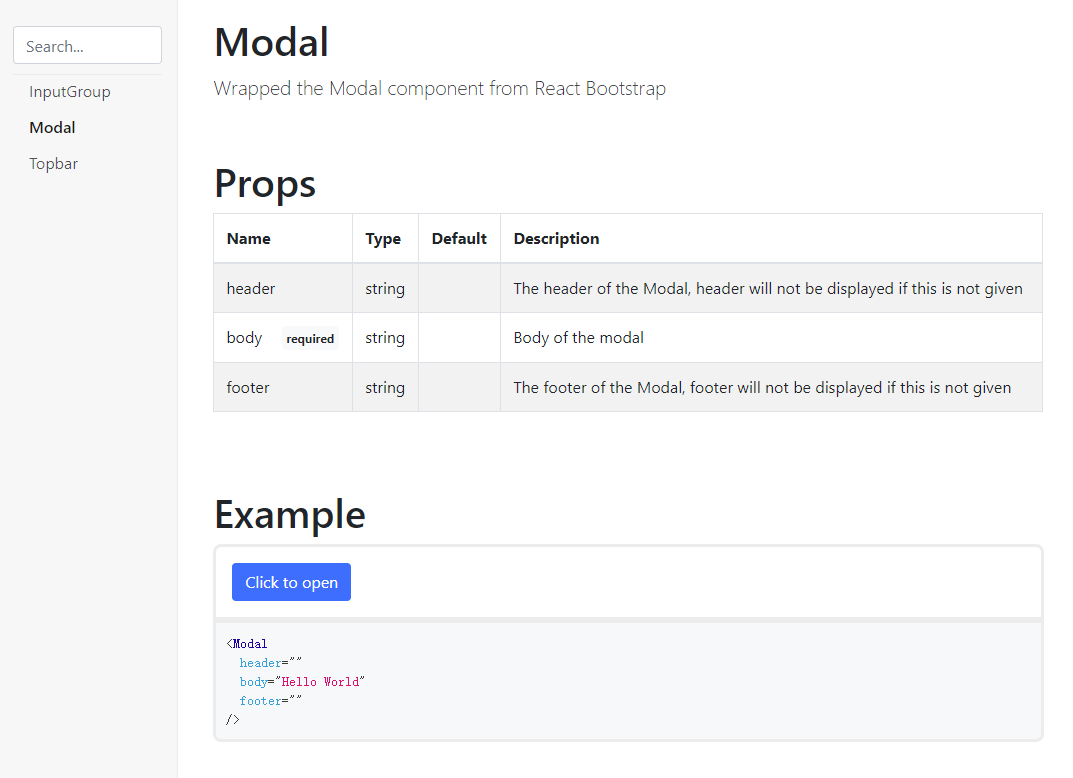 Search...
InputGroup
Modal
Topbar
Modal
Wrapped the Modal component from React Bootstrap
Props
Name Type Default Description
header string The header of the Modal, header will not be displayed if this is not given
body required string Body of the modal
footer string The footer of the Modal, footer will not be displayed if this is not given
Example
Click to open
<Modal
header=""
body="Hello World"
footer=""
/>